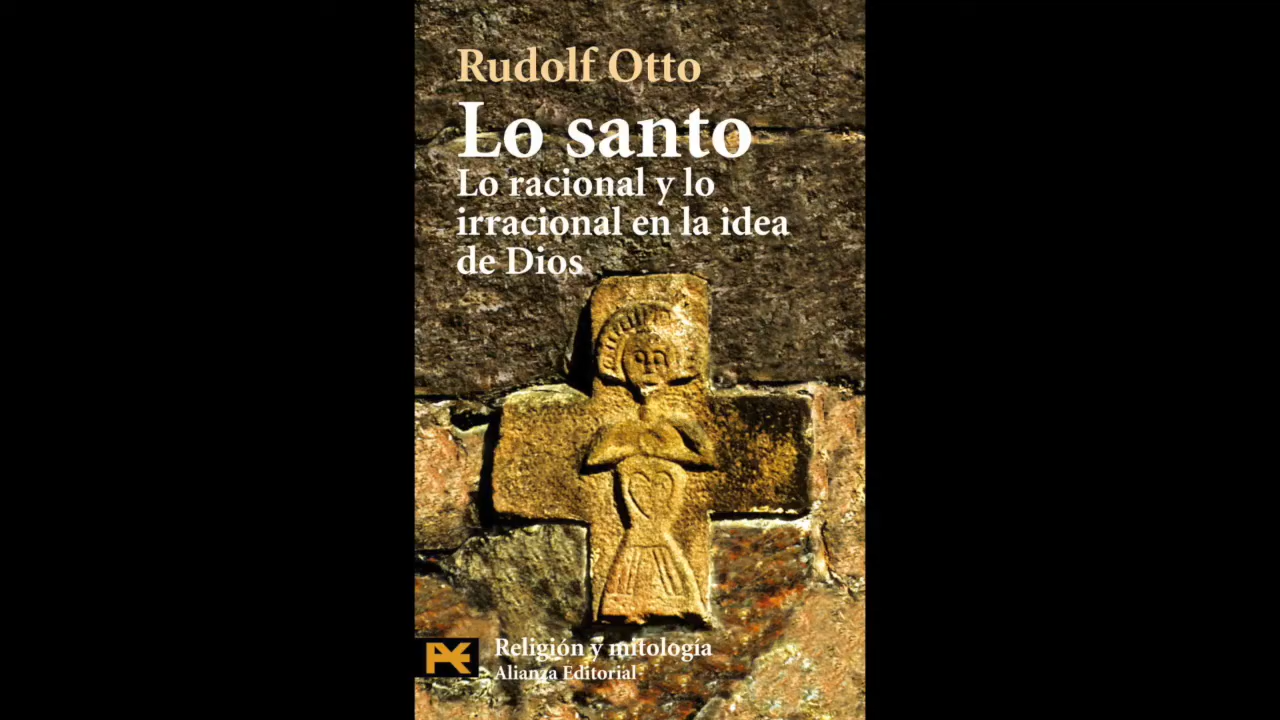 Rudolf Otto
Lo santo
Lo racional y lo
irracional en la idea
de Dios
Religión y mitología
Alianza Editorial